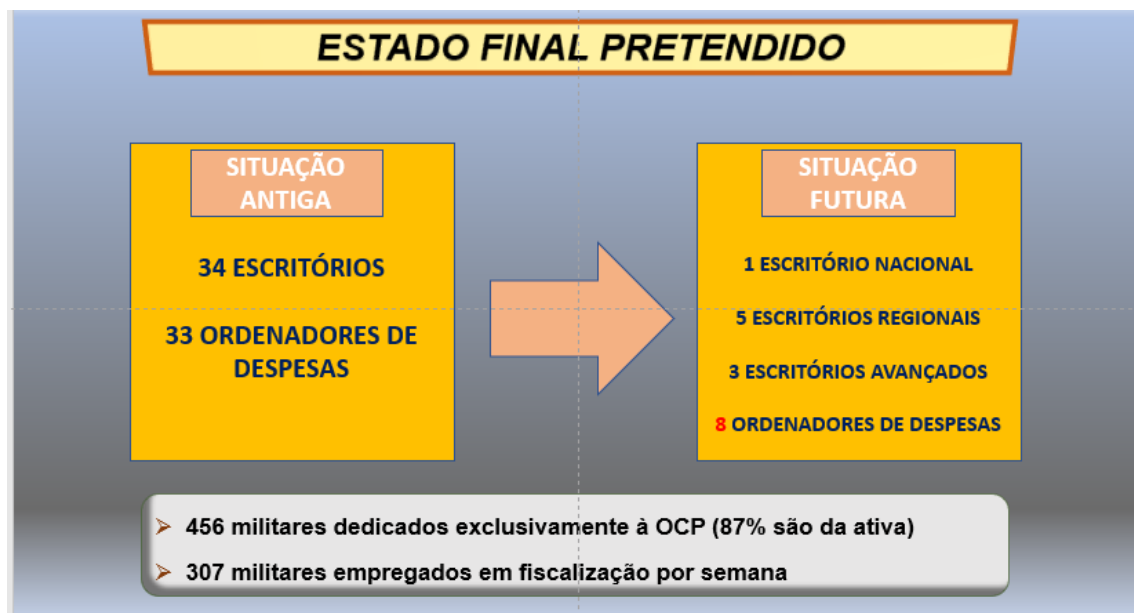 ESTADO FINAL PRETENDIDO
SITUAÇÃO
ANTIGA
34 ESCRITÓRIOS
33 ORDENADORES DE
DESPESAS
SITUAÇÃO
FUTURA
1 ESCRITÓRIO NACIONAL
5 ESCRITÓRIOS REGIONAIS
3 ESCRITÓRIOS AVANÇADOS
8 ORDENADORES DE DESPESAS
➢ 456 militares dedicados exclusivamente à OCP (87% são da ativa)
➢ 307 militares empregados em fiscalização por semana